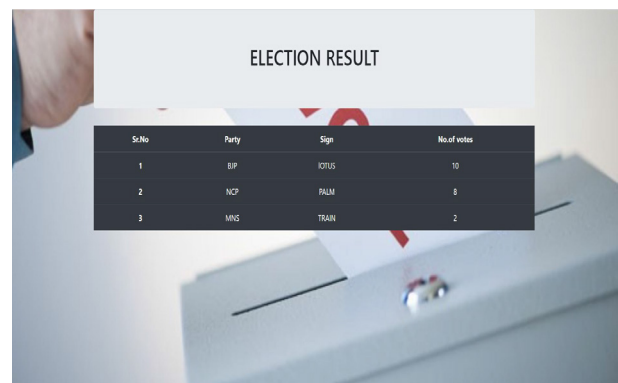 ELECTION RESULT
Sr.No Party Sign No.of votes
1 BJP lOTUS 10
2 NCP PALM 8
3 MNS TRAIN 2